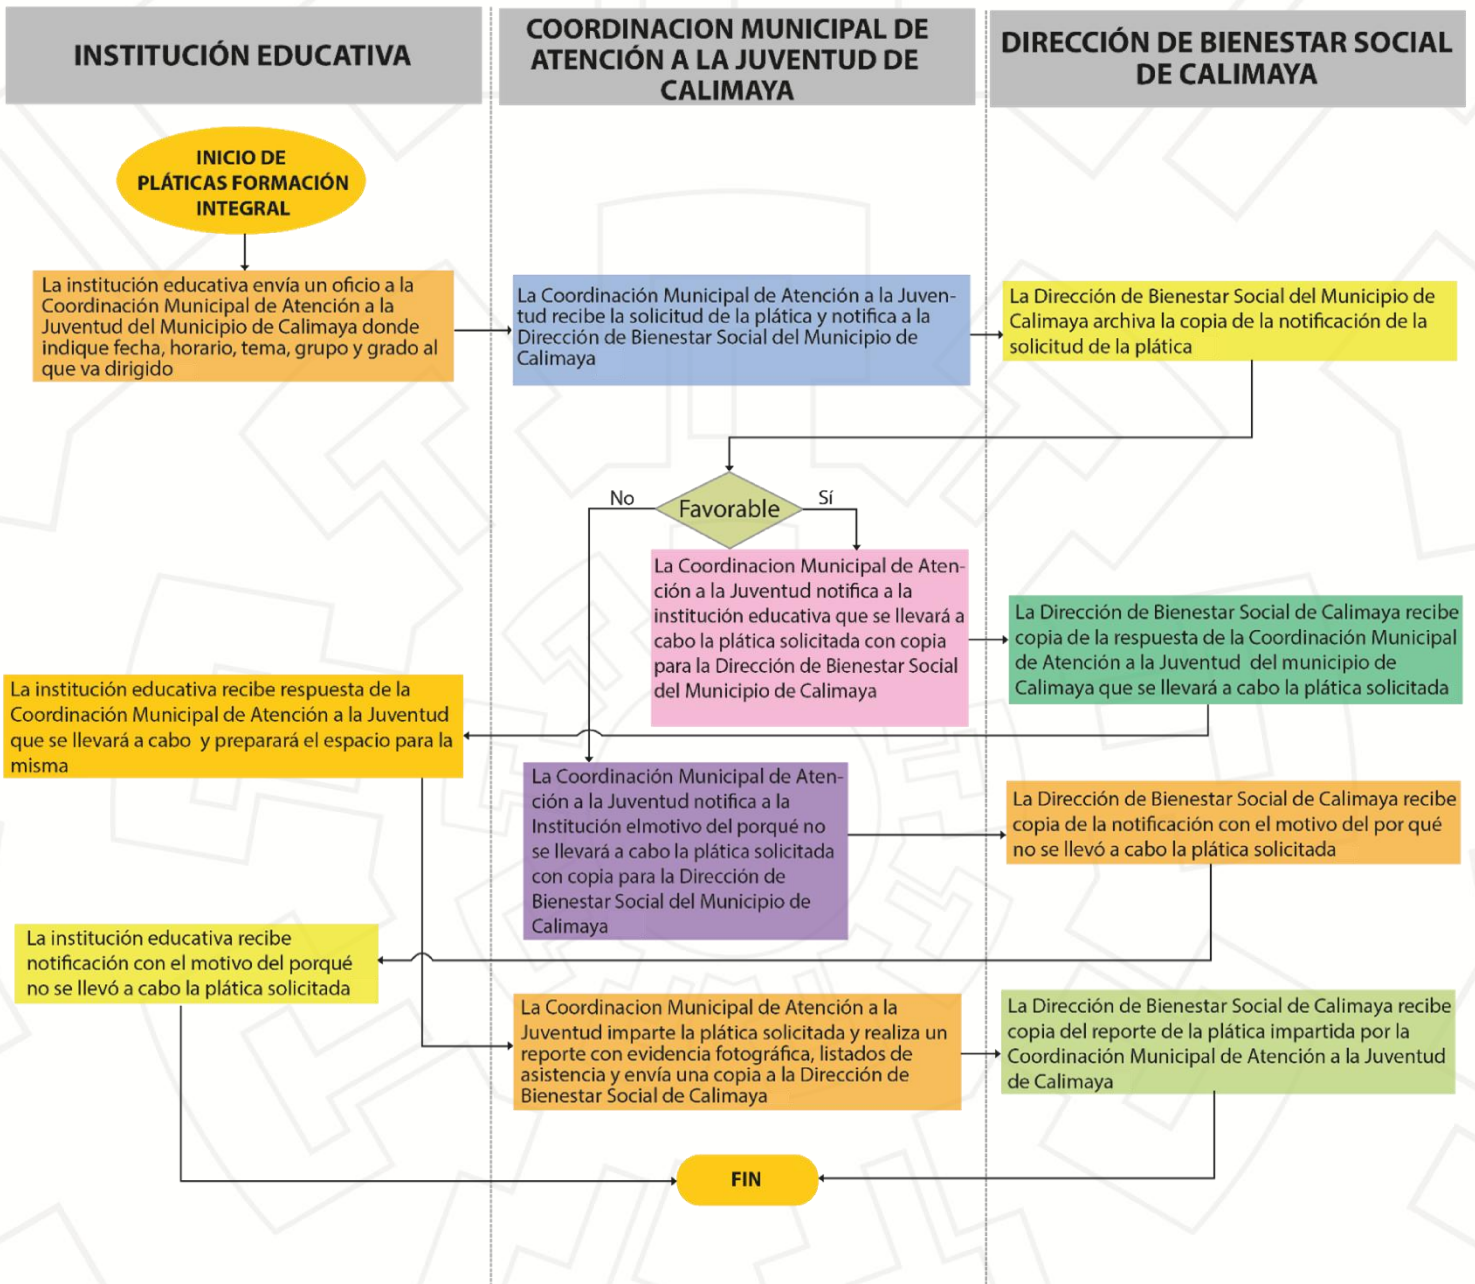 INSTITUCIÓN EDUCATIVA
COORDINACION MUNICIPAL DE
ATENCIÓN A LA JUVENTUD DE
CALIMAYA
DIRECCIÓN DE BIENESTAR SOCIAL
DE CALIMAYA
INICIO DE
PLÁTICAS FORMACIÓN
INTEGRAL
La institución educativa envía un oficio a la
Coordinación Municipal de Atención a la
Juventud del Municipio de Calimaya donde
indique fecha, horario, tema, grupo y grado al
que va dirigido
La Coordinación Municipal de Atención a la Juven-
tud recibe la solicitud de la plática y notifica a la
Dirección de Bienestar Social del Municipio de
Calimaya
La Dirección de Bienestar Social del Municipio de
Calimaya archiva la copia de la notificación de la
solicitud de la plática
No
Favorable
Sí
La Coordinacion Municipal de Aten-
ción a la Juventud notifica a la
institución educativa que se llevará a
cabo la plática solicitada con copia
para la Dirección de Bienestar Social
del Municipio de Calimaya
La Dirección de Bienestar Social de Calimaya recibe
copia de la respuesta de la Coordinación Municipal
de Atención a la Juventud del municipio de
Calimaya que se llevará a cabo la plática solicitada
La institución educativa recibe respuesta de la
Coordinación Municipal de Atención a la Juventud
que se llevará a cabo y preparará el espacio para la
misma
La Coordinación Municipal de Aten-
ción a la Juventud notifica a la
Institución elmotivo del porqué no
se llevará a cabo la plática solicitada
con copia para la Dirección de
Bienestar Social del Municipio de
Calimaya
La Dirección de Bienestar Social de Calimaya recibe
copia de la notificación con el motivo del por qué
no se llevó a cabo la plática solicitada
La institución educativa recibe
notificación con el motivo del porqué
no se llevó a cabo la plática solicitada
La Coordinacion Municipal de Atención a la
Juventud imparte la plática solicitada y realiza un
reporte con evidencia fotográfica, listados de
asistencia y envía una copia a la Dirección de
Bienestar Social de Calimaya
La Dirección de Bienestar Social de Calimaya recibe
copia del reporte de la plática impartida por la
Coordinación Municipal de Atención a la Juventud
de Calimaya
FIN